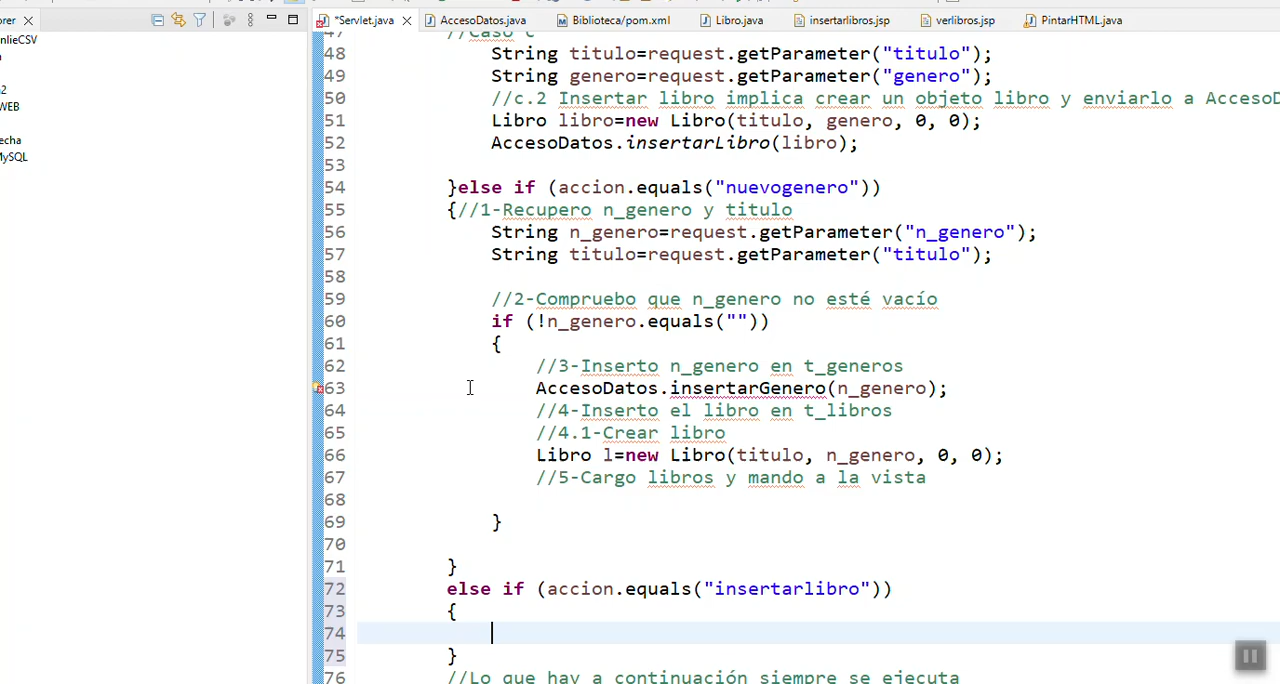 orer
*Servlet.java
AccesoDatos.java
Biblioteca/pom.xml
Libro.java
insertarlibros.jsp
verlibros.jsp
PintarHTML.java
nlieCSV
2
WEB
echa
MySQL
47 //Caso c
48 String titulo=request.getParameter("titulo");
49 String genero=request.getParameter("genero");
50 //c.2 Insertar libro implica crear un objeto libro y enviarlo a AccesoD
51 Libro libro=new Libro(titulo, genero, 0, 0);
52 AccesoDatos.insertarLibro(libro);
53
54 }else if (accion.equals("nuevogenero"))
55 {//1-Recupero n_genero y titulo
56 String n_genero=request.getParameter("n_genero");
57 String titulo=request.getParameter("titulo");
58
59 //2-Compruebo que n_genero no esté vacío
60 if (!n_genero.equals(""))
61 {
62 //3-Inserto n_genero en t_generos
63 AccesoDatos.insertarGenero(n_genero);
64 //4-Inserto el libro en t_libros
65 //4.1-Crear libro
66 Libro l=new Libro(titulo, n_genero, 0, 0);
67 //5-Cargo libros y mando a la vista
68
69 }
70
71 }
72 else if (accion.equals("insertarlibro"))
73 {
74
75 }
76 //Lo que hay a continuación siempre se ejecuta